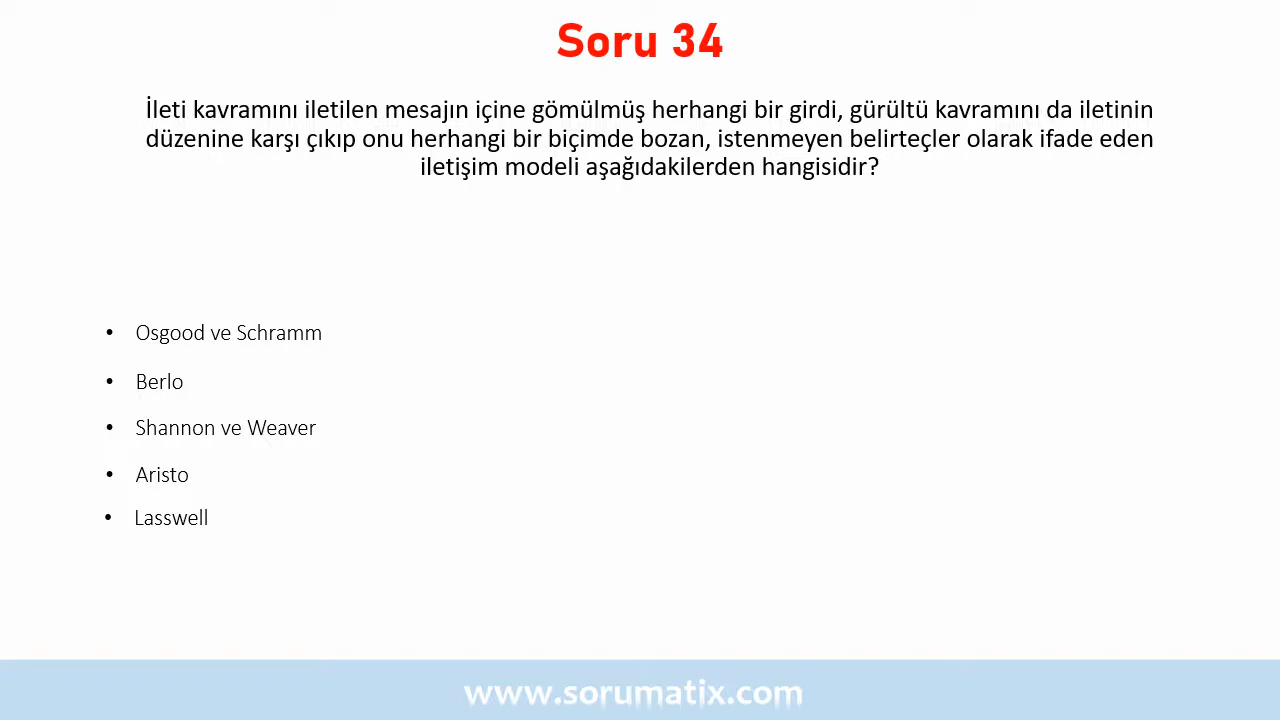 Soru 34
İleti kavramını iletilen mesajın içine gömülmüş herhangi bir girdi, gürültü kavramını da iletinin
düzenine karşı çıkıp onu herhangi bir biçimde bozan, istenmeyen belirteçler olarak ifade eden
iletişim modeli aşağıdakilerden hangisidir?
• Osgood ve Schramm
• Berlo
• Shannon ve Weaver
• Aristo
• Lasswell
www.sorumatix.com